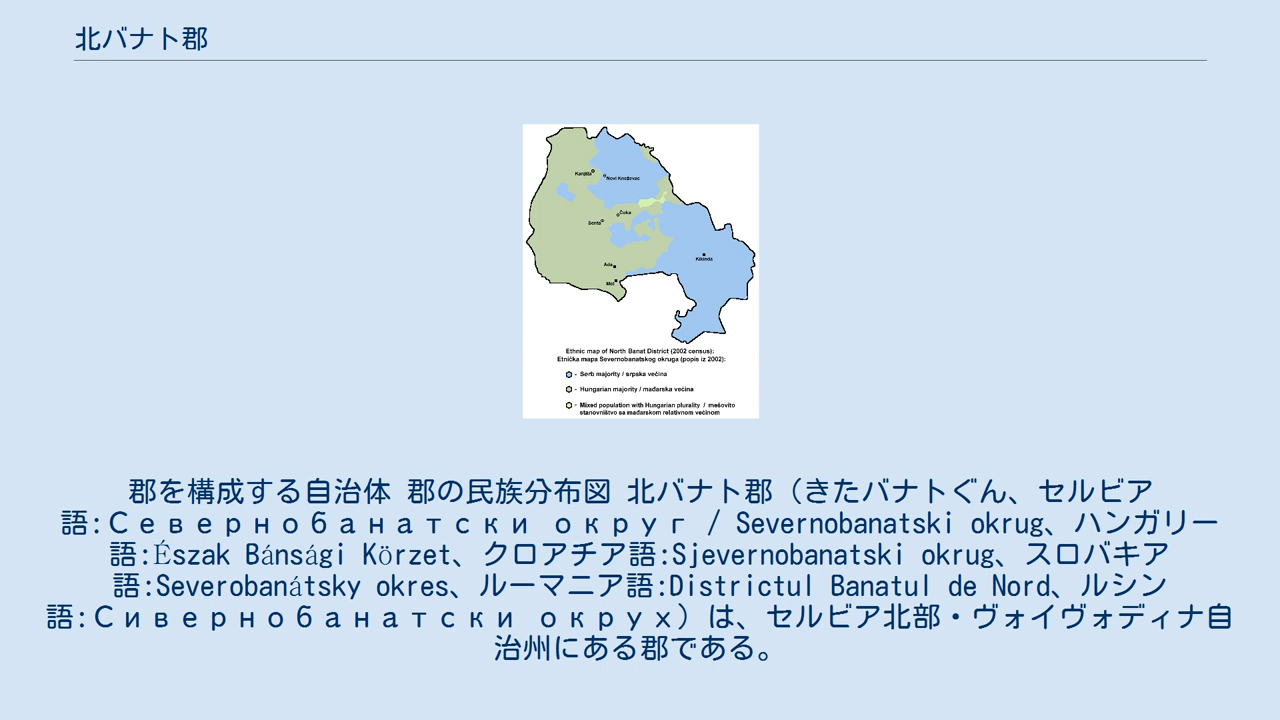 北バナト郡
Kanjiža
Novi Kneževac
Čoka
Senta
Kikinda
Ada
Mol
Ethnic map of North Banat District (2002 census):
Etnička mapa Severnobanatskog okruga (popis iz 2002):
- Serb majority / srpska većina
- Hungarian majority / mađarska većina
- Mixed population with Hungarian plurality / mešovito
stanovništvo sa mađarskom relativnom većinom
郡を構成する自治体 郡の民族分布図 北バナト郡（きたバナトぐん、セルビア
語:Севернобанатски округ / Severnobanatski okrug、ハンガリー
語:Észak Bánsági Körzet、クロアチア語:Sjevernobanatski okrug、スロバキア
語:Severobanátsky okres、ルーマニア語:Districtul Banatul de Nord、ルシン
語:Сивернобанатски окрух）は、セルビア北部・ヴォイヴォディナ自
治州にある郡である。